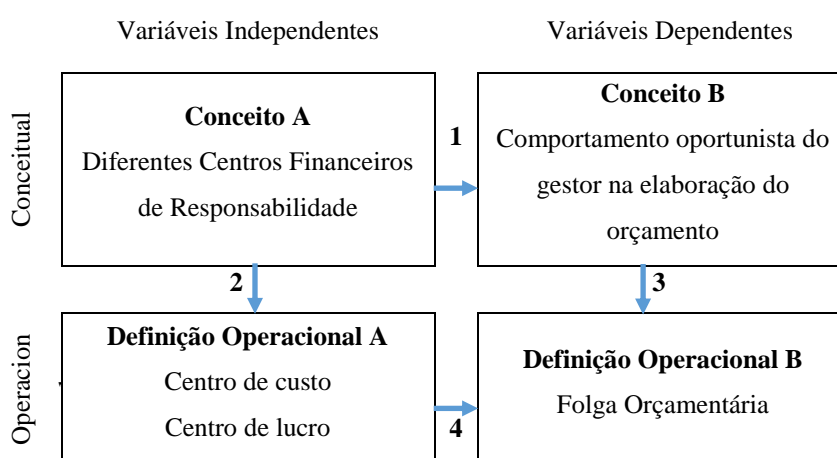 Variáveis Independentes
Variáveis Dependentes
Conceitual
Conceito A
Diferentes Centros Financeiros
de Responsabilidade
1
Conceito B
Comportamento oportunista do
gestor na elaboração do
orçamento
2
3
Operacion
Definição Operacional A
Centro de custo
Centro de lucro
4
Definição Operacional B
Folga Orçamentária